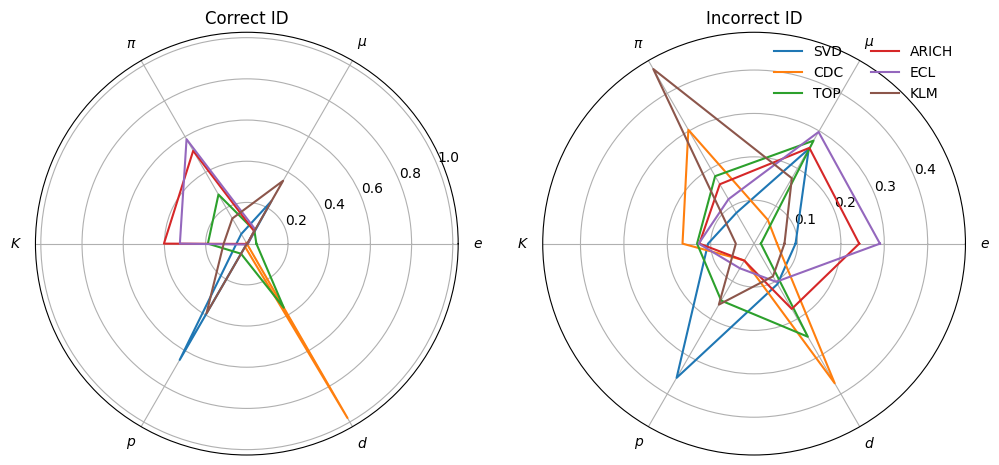 Correct ID
π
μ
K
e
p
d
0.2
0.4
0.6
0.8
1.0
Incorrect ID
π
μ
K
e
p
d
0.1
0.2
0.3
0.4
SVD
CDC
TOP
ARICH
ECL
KLM